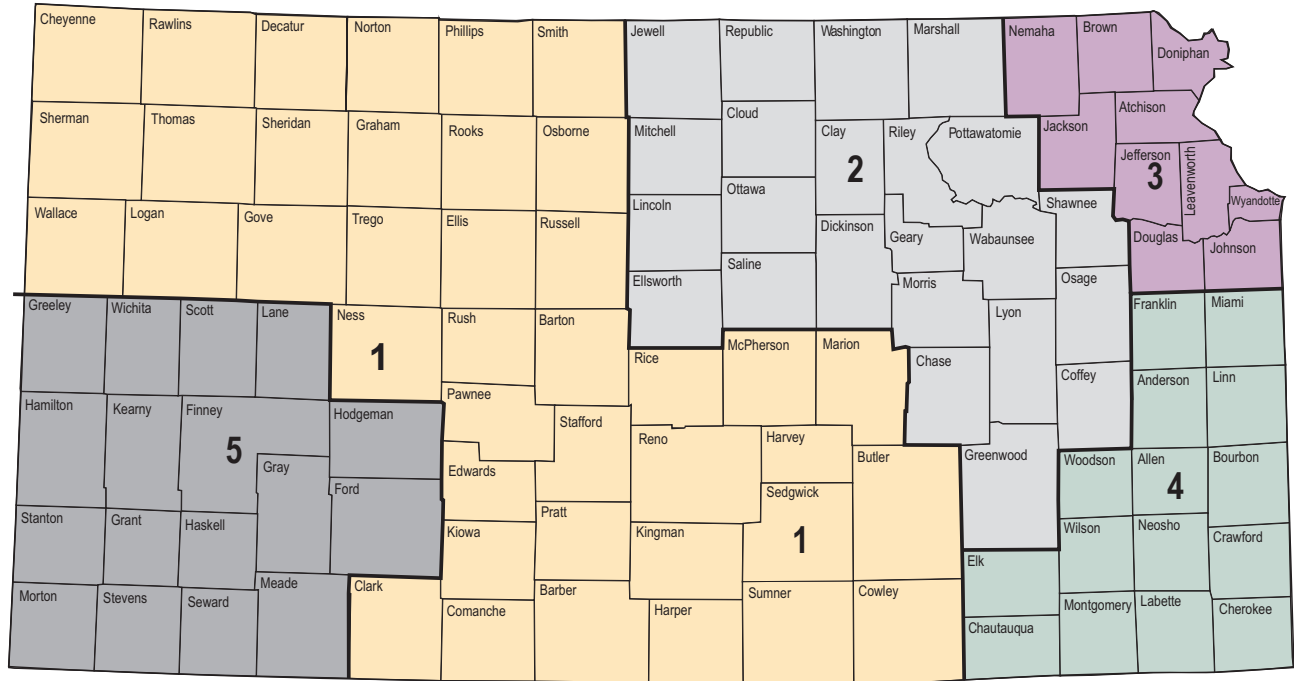 Cheyenne
Rawlins
Decatur
Norton
Phillips
Smith
Jewell
Republic
Washington
Marshall
Nemaha
Brown
Doniphan
Sherman
Thomas
Sheridan
Graham
Rooks
Osborne
Mitchell
Cloud
Clay
Riley
Pottawatomie
Jackson
Atchison
Jefferson
Leavenworth
Wyandotte
2
3
Wallace
Logan
Gove
Trego
Ellis
Russell
Lincoln
Ottawa
Dickinson
Geary
Wabaunsee
Shawnee
Douglas
Johnson
Ellsworth
Saline
Morris
Osage
Greeley
Wichita
Scott
Lane
Ness
1
Rush
Barton
Rice
McPherson
Marion
Chase
Lyon
Coffey
Franklin
Miami
Hamilton
Kearny
Finney
5
Hodgeman
Pawnee
Stafford
Reno
Harvey
Butler
Greenwood
Anderson
Linn
Gray
Ford
Edwards
Sedgwick
1
Woodson
Allen
4
Bourbon
Stanton
Grant
Haskell
Kiowa
Pratt
Kingman
Wilson
Neosho
Crawford
Morton
Stevens
Seward
Meade
Clark
Comanche
Barber
Harper
Sumner
Cowley
Elk
Chautauqua
Montgomery
Labette
Cherokee